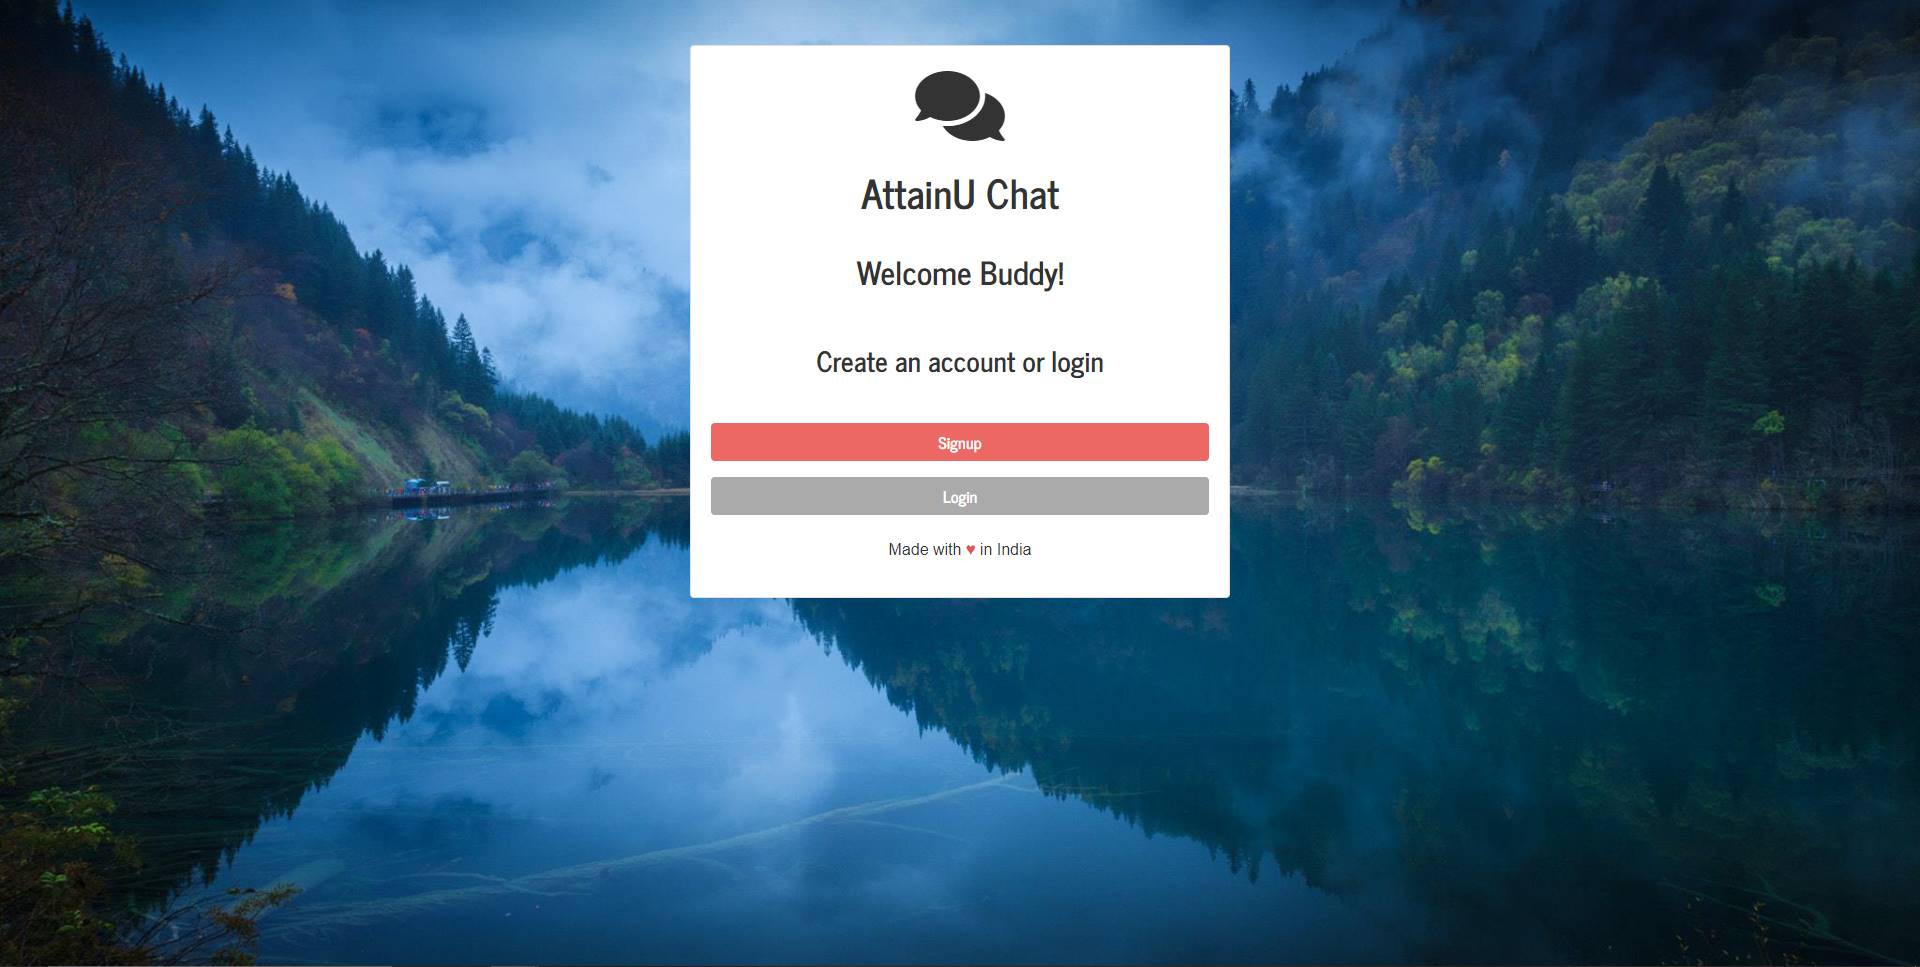 AttainU Chat
Welcome Buddy!
Create an account or login
Signup
Login
Made with ♥ in India